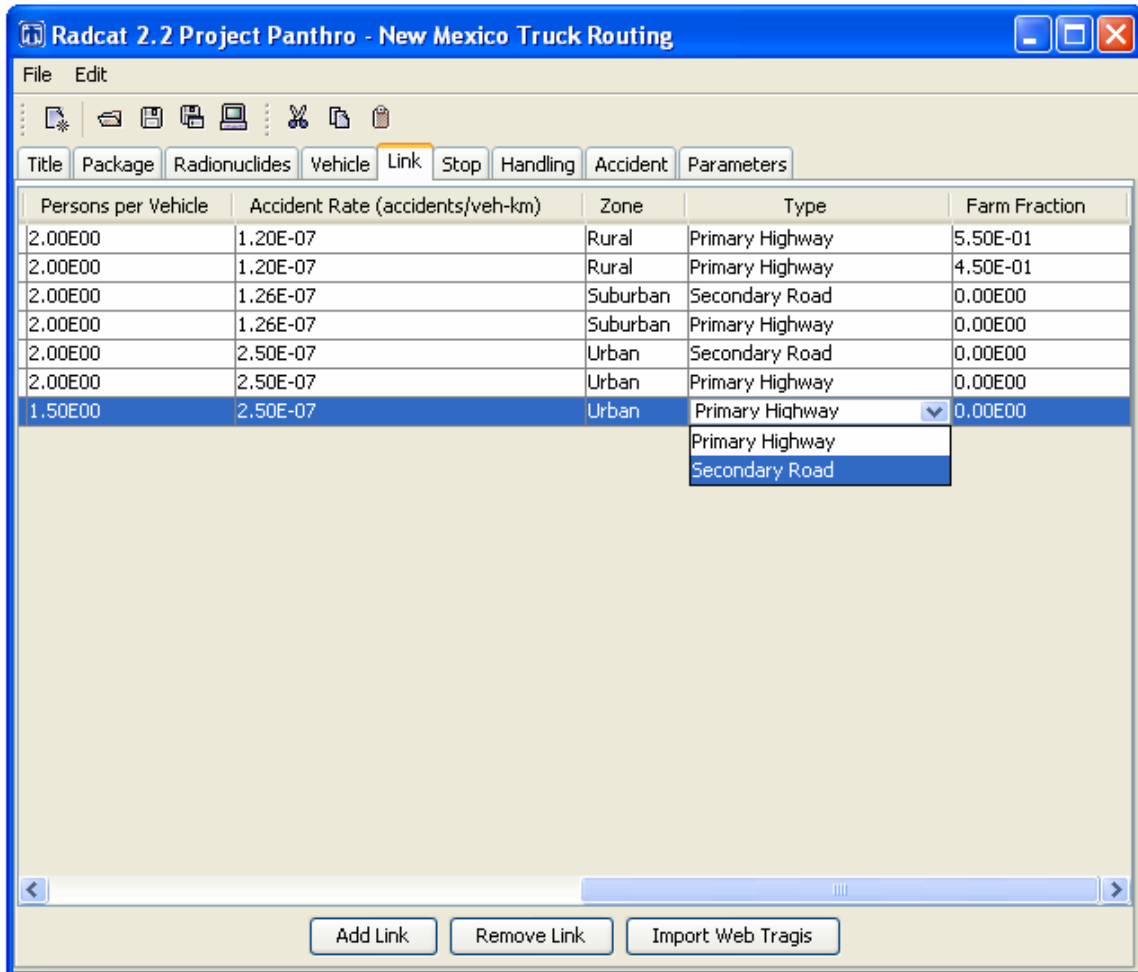 Radcat 2.2 Project Panthro - New Mexico Truck Routing
File Edit
Title Package Radionuclides Vehicle Link Stop Handling Accident Parameters
Persons per Vehicle Accident Rate (accidents/veh-km) Zone Type Farm Fraction
2.00E00 1.20E-07 Rural Primary Highway 5.50E-01
2.00E00 1.20E-07 Rural Primary Highway 4.50E-01
2.00E00 1.26E-07 Suburban Secondary Road 0.00E00
2.00E00 1.26E-07 Suburban Primary Highway 0.00E00
2.00E00 2.50E-07 Urban Secondary Road 0.00E00
2.00E00 2.50E-07 Urban Primary Highway 0.00E00
1.50E00 2.50E-07 Urban Primary Highway 0.00E00
Primary Highway
Secondary Road
Add Link Remove Link Import Web Tragis